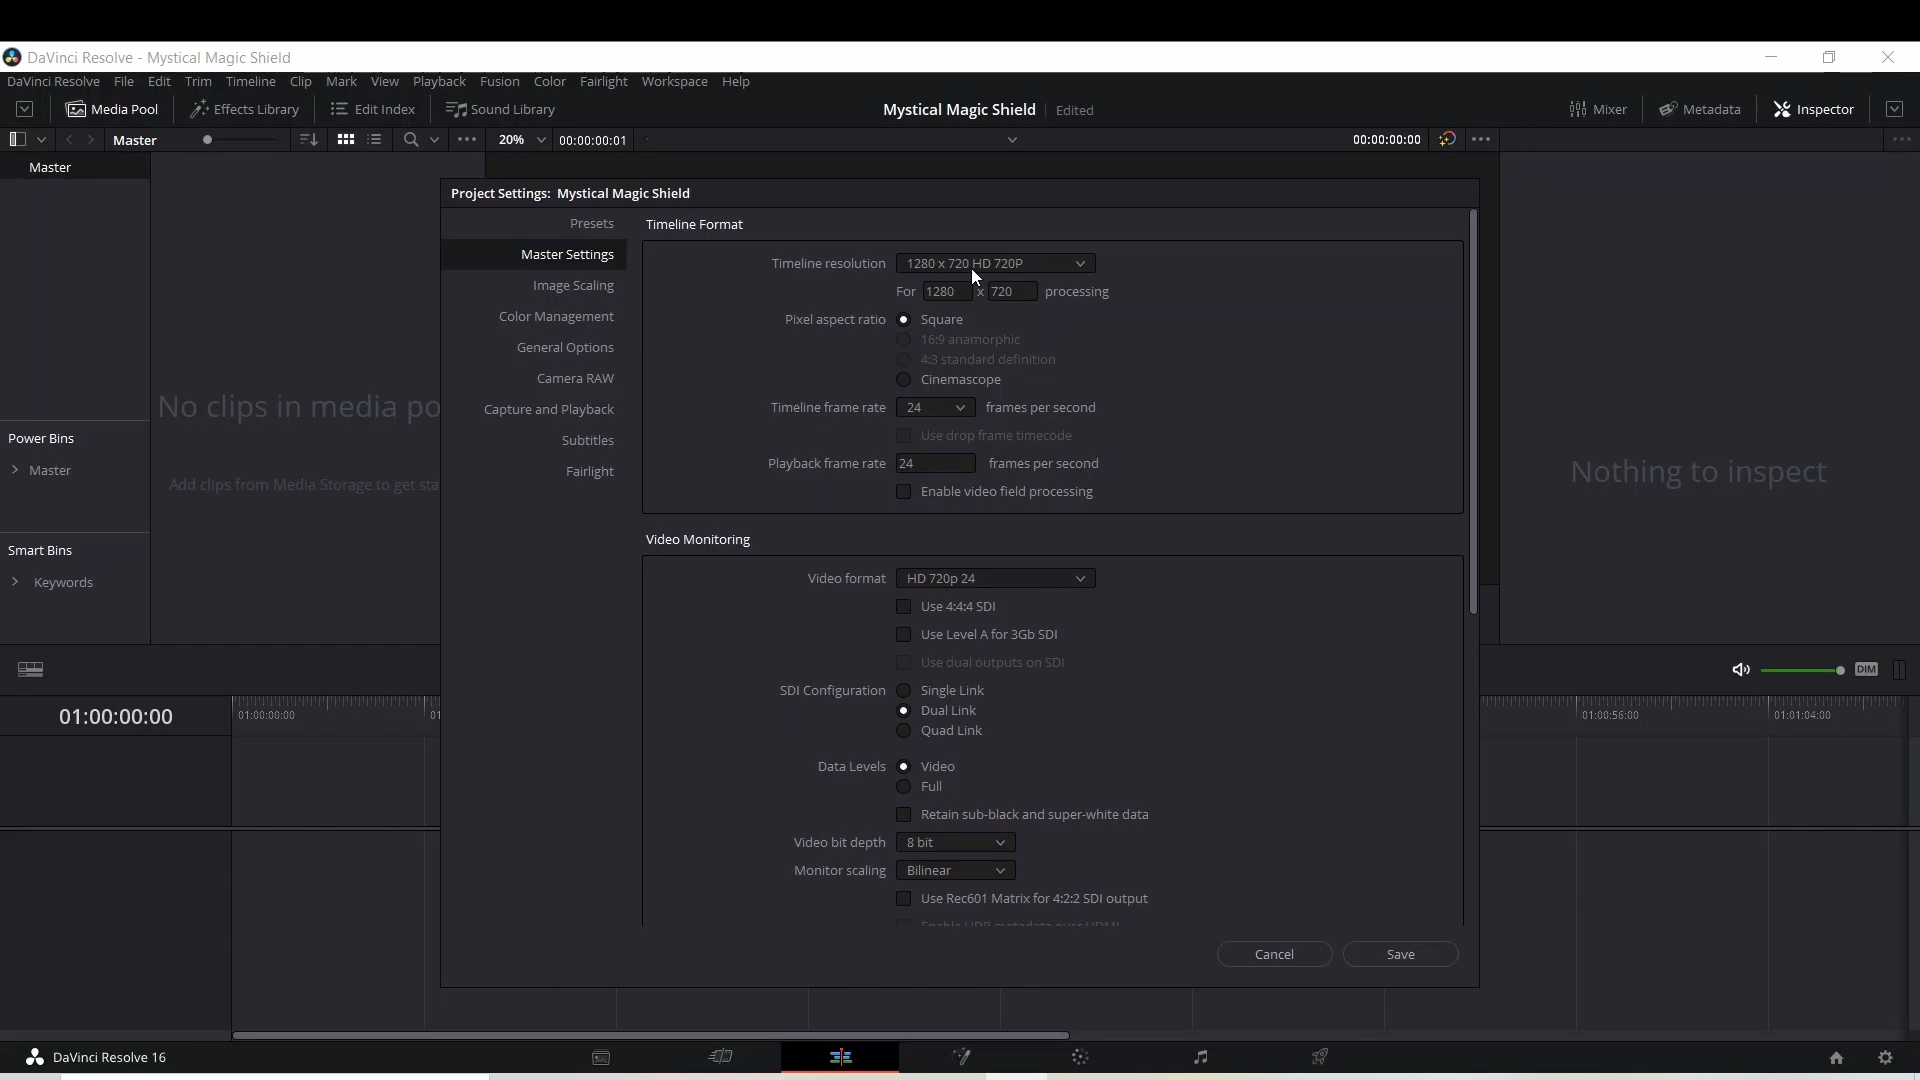 DaVinci Resolve - Mystical Magic Shield
DaVinci Resolve File Edit Trim Timeline Clip Mark View Playback Fusion Color Fairlight Workspace Help
Media Pool Effects Library Edit Index Sound Library Mystical Magic Shield Edited Mixer Metadata Inspector
Master 20% 00:00:00:01 00:00:00:00
Master
Project Settings: Mystical Magic Shield
Presets
Master Settings
Image Scaling
Color Management
General Options
Camera RAW
Capture and Playback
Subtitles
Fairlight
Timeline Format
Timeline resolution 1280 x 720 HD 720P
For 1280 x 720 processing
Pixel aspect ratio Square
16:9 anamorphic
4:3 standard definition
Cinemascope
Timeline frame rate 24 frames per second
Use drop frame timecode
Playback frame rate 24 frames per second
Enable video field processing
Video Monitoring
Video format HD 720p 24
Use 4:4:4 SDI
Use Level A for 3Gb SDI
Use dual outputs on SDI
SDI Configuration Single Link
Dual Link
Quad Link
Data Levels Video
Full
Retain sub-black and super-white data
Video bit depth 8 bit
Monitor scaling Bilinear
Use Rec601 Matrix for 4:2:2 SDI output
Cancel Save
No clips in media po
Add clips from Media Storage to get sta
Power Bins
Master
Smart Bins
Keywords
Nothing to inspect
DIM
01:00:00:00 01:00:00:00 01 01:00:56:00 01:01:04:00
DaVinci Resolve 16